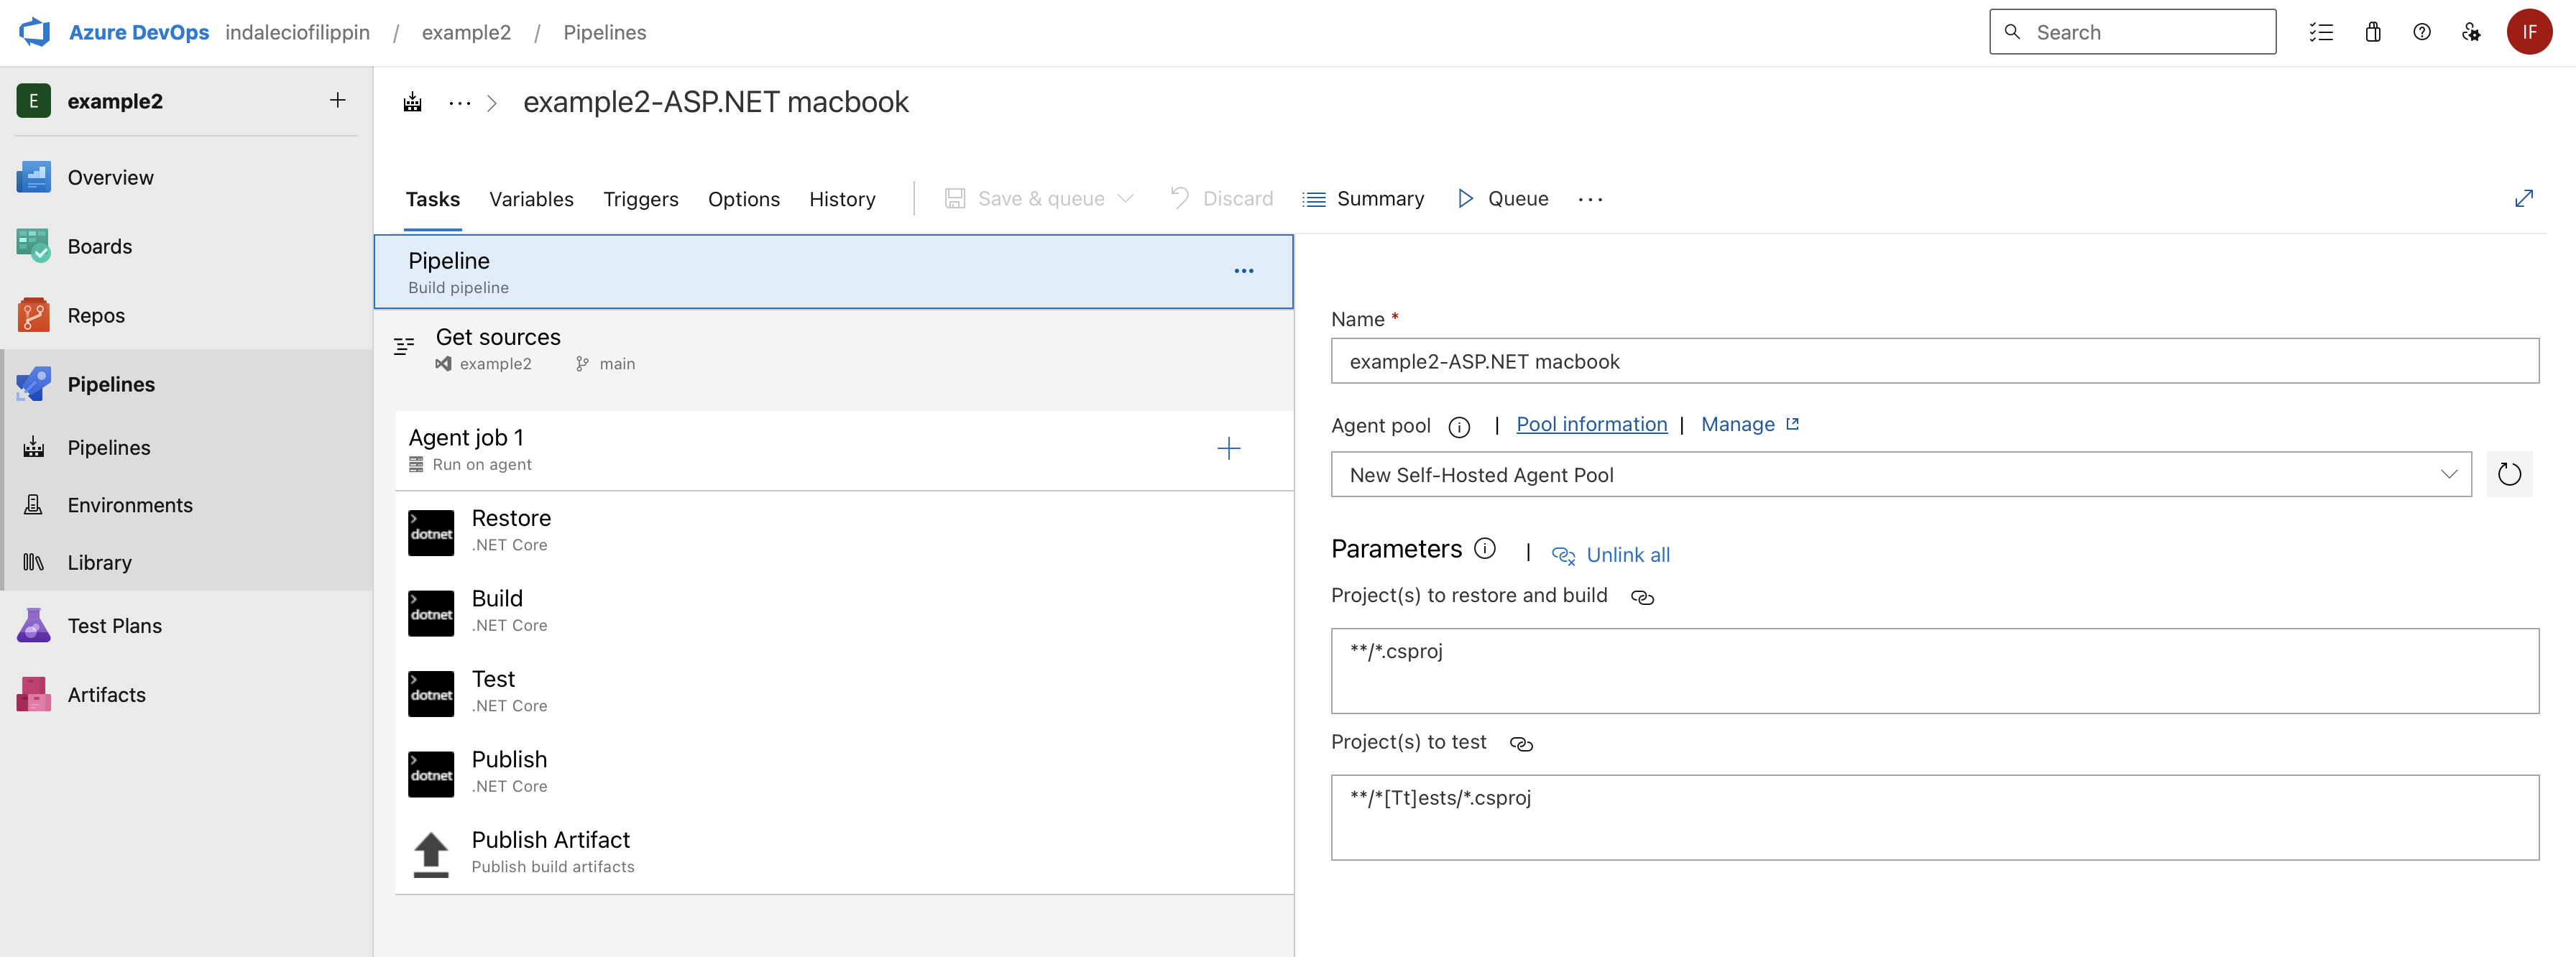 Azure DevOps indaleciofilippin / example2 / Pipelines Search IF
E example2
example2-ASP.NET macbook
Overview
Boards
Repos
Pipelines
Pipelines
Environments
Library
Test Plans
Artifacts
Tasks Variables Triggers Options History Save & queue Discard Summary Queue
Pipeline
Build pipeline
Get sources
example2 main
Agent job 1
Run on agent
dotnet Restore
.NET Core
dotnet Build
.NET Core
dotnet Test
.NET Core
dotnet Publish
.NET Core
Publish Artifact
Publish build artifacts
Name *
example2-ASP.NET macbook
Agent pool | Pool information | Manage
New Self-Hosted Agent Pool
Parameters | Unlink all
Project(s) to restore and build
**/*.csproj
Project(s) to test
**/*[Tt]ests/*.csproj